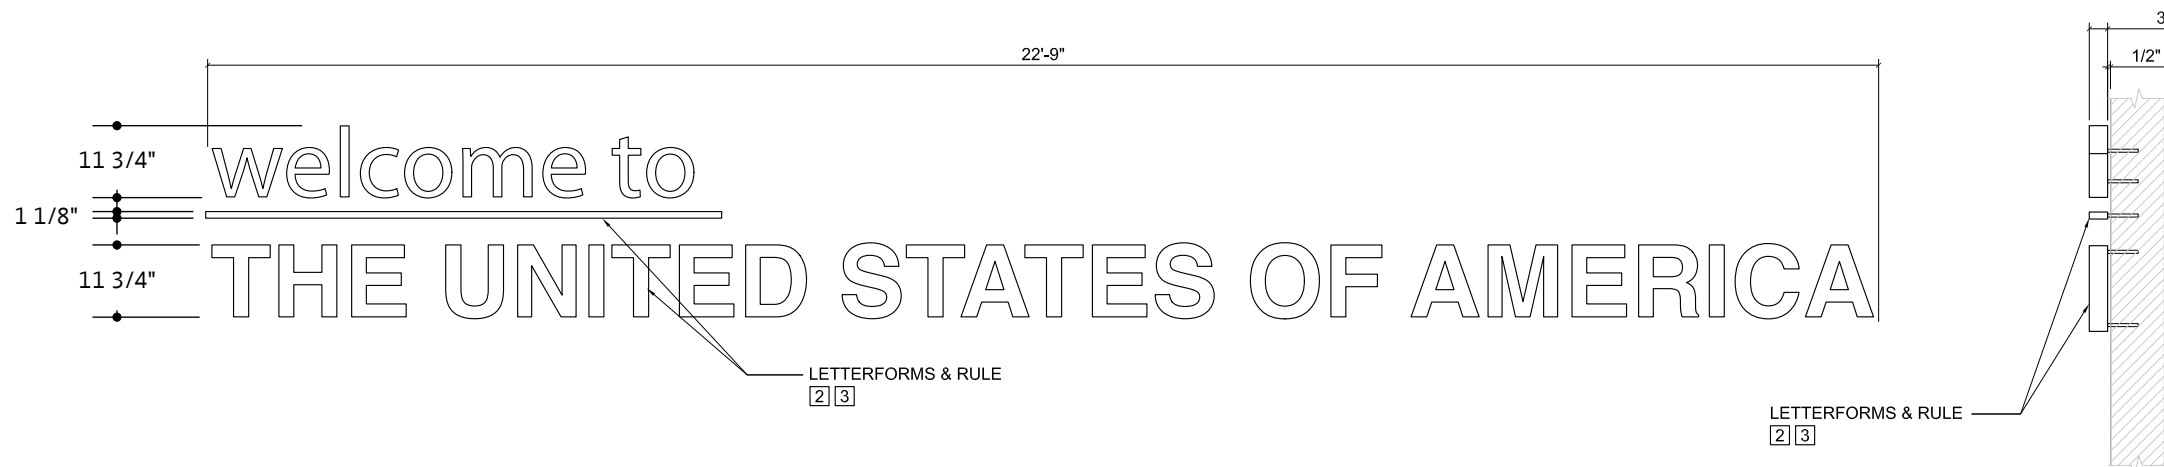 22'-9"
3
1/2"
11 3/4"
welcome to
1 1/8"
THE UNITED STATES OF AMERICA
11 3/4"
LETTERFORMS & RULE
2 3
LETTERFORMS & RULE
2 3